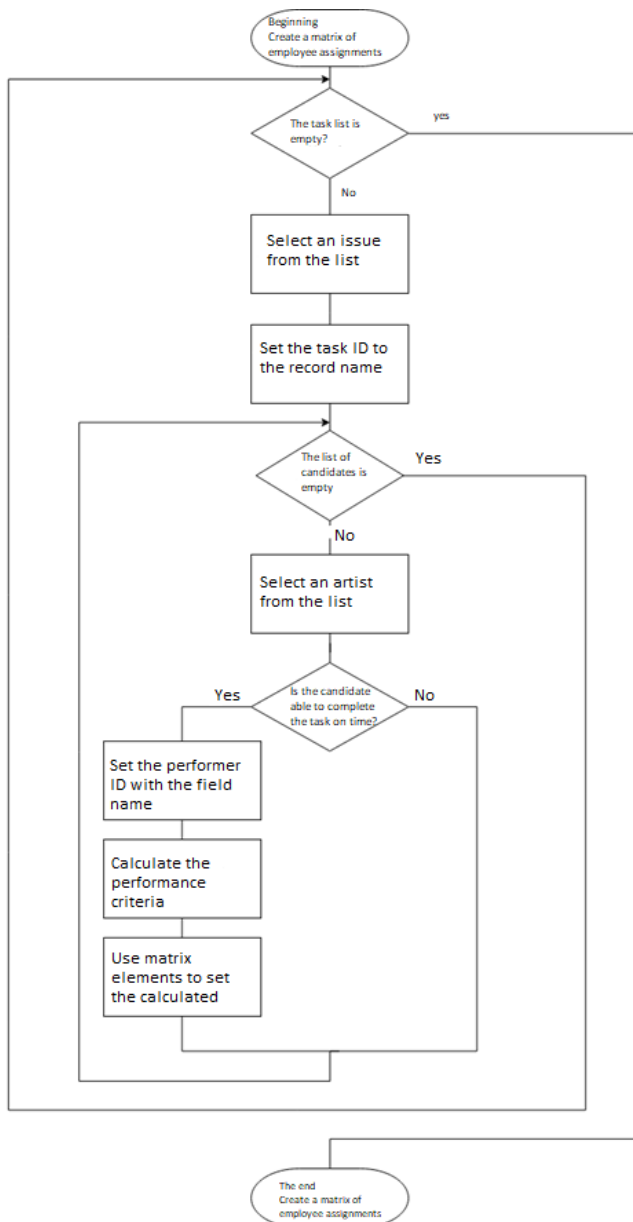 Beginning
Create a matrix of
employee assignments
The task list is
empty?
yes
No
Select an issue
from the list
Set the task ID to
the record name
The list of
candidates is
empty
Yes
No
Select an artist
from the list
Is the candidate
able to complete
the task on time?
Yes
No
Set the performer
ID with the field
name
Calculate the
performance
criteria
Use matrix
elements to set
the calculated
The end
Create a matrix of
employee assignments